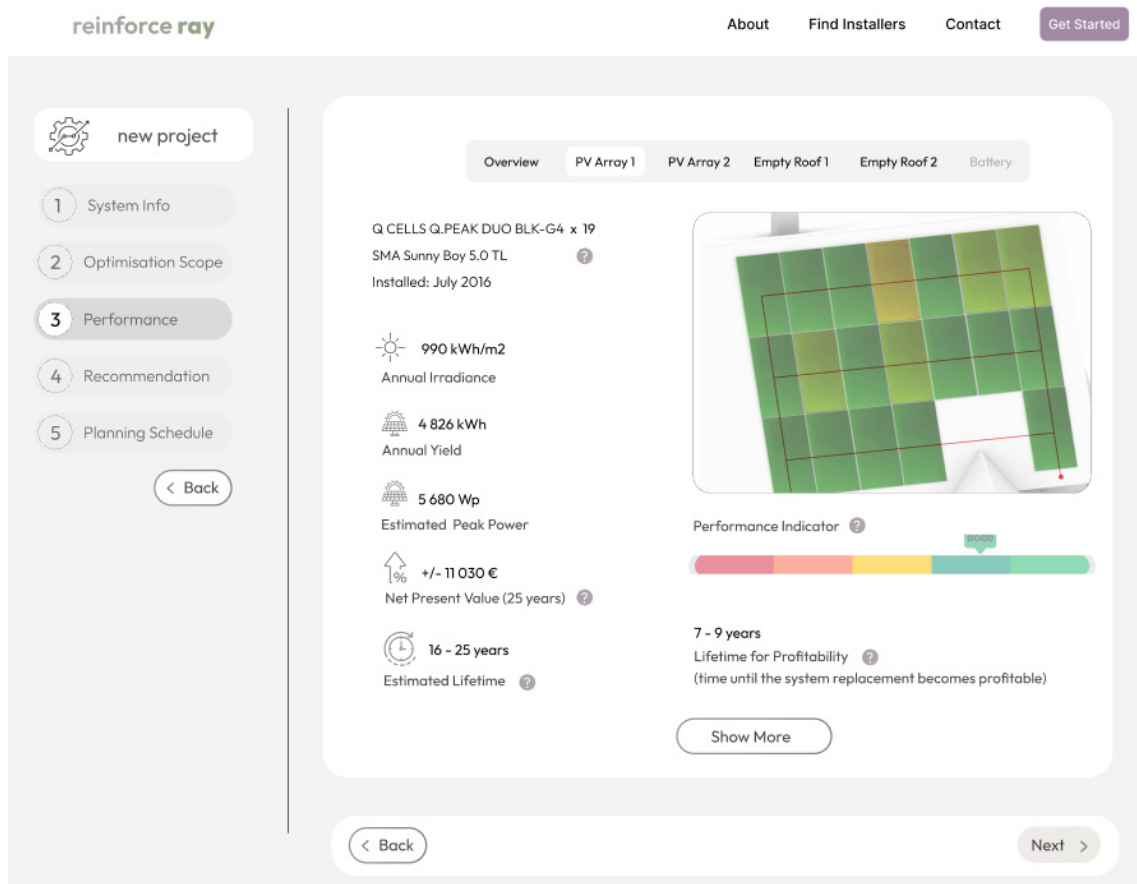 reinforce ray
About
Find Installers
Contact
Get Started
new project
1 System Info
2 Optimisation Scope
3 Performance
4 Recommendation
5 Planning Schedule
< Back
Overview
PV Array 1
PV Array 2
Empty Roof 1
Empty Roof 2
Battery
Q CELLS Q.PEAK DUO BLK-G4 x 19
SMA Sunny Boy 5.0 TL ?
Installed: July 2016
990 kWh/m2
Annual Irradiance
4 826 kWh
Annual Yield
5 680 Wp
Estimated Peak Power
%
+/- 11 030 €
Net Present Value (25 years) ?
16 - 25 years
Estimated Lifetime ?
Performance Indicator ?
GOOD
7 - 9 years
Lifetime for Profitability ?
(time until the system replacement becomes profitable)
Show More
< Back
Next >